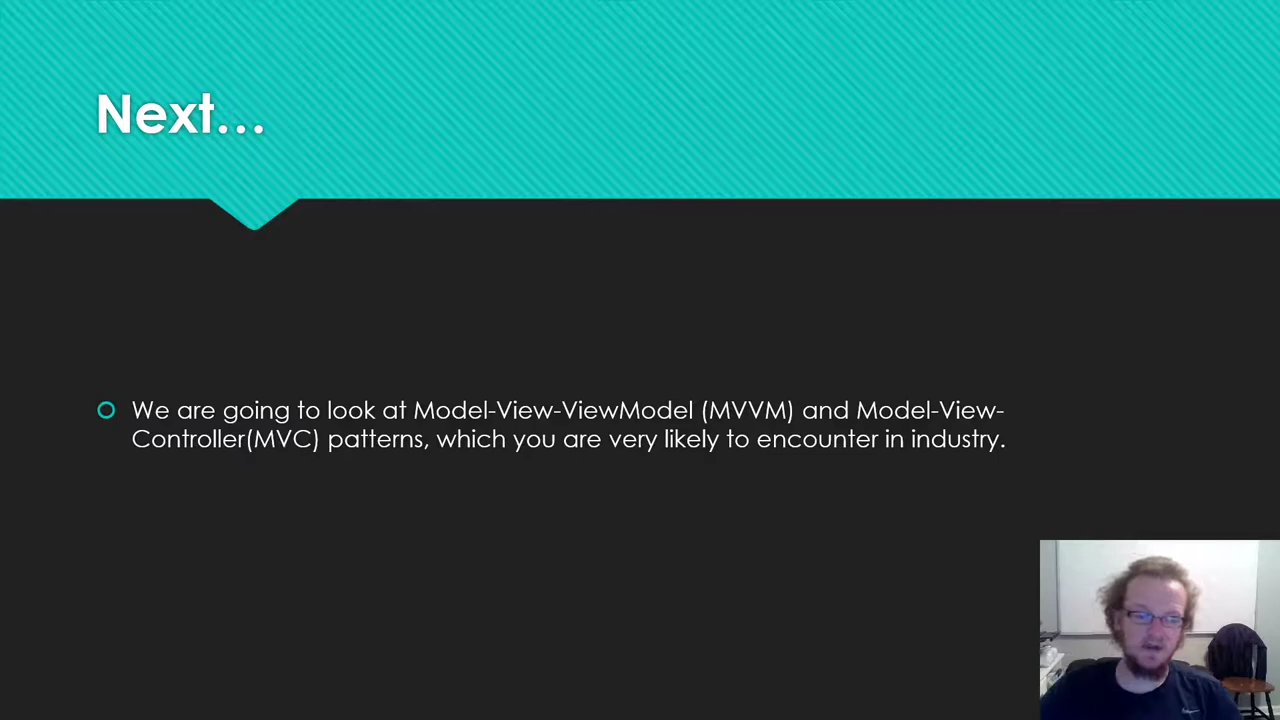 Next...
We are going to look at Model-View-ViewModel (MVVM) and Model-View-
Controller(MVC) patterns, which you are very likely to encounter in industry.